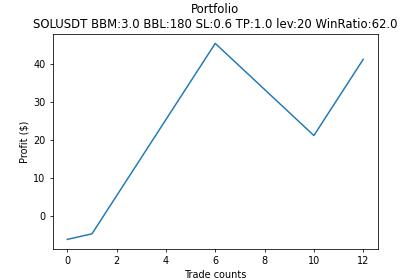 Portfolio
SOLUSDT BBM:3.0 BBL:180 SL:0.6 TP:1.0 lev:20 WinRatio:62.0
40
30
20
10
0
Profit ($)
0 2 4 6 8 10 12
Trade counts